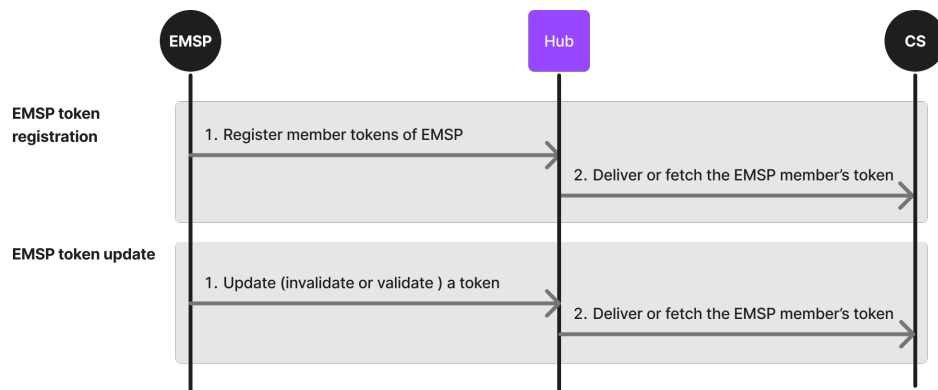 EMSP
Hub
CS
EMSP token
registration
1. Register member tokens of EMSP
2. Deliver or fetch the EMSP member’s token
EMSP token update
1. Update (invalidate or validate ) a token
2. Deliver or fetch the EMSP member’s token